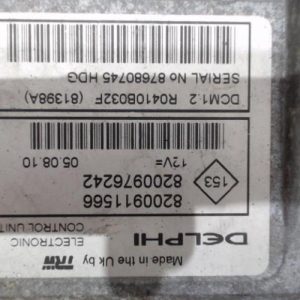 Made in the Uk by TRW
DELPHI
ELECTRONIC
CONTROL UNIT
8200911566
8200976242
153
12V=
05.08.10
DCM1.2 R0410B032F (81398A)
SERIAL No 87680745 HDG